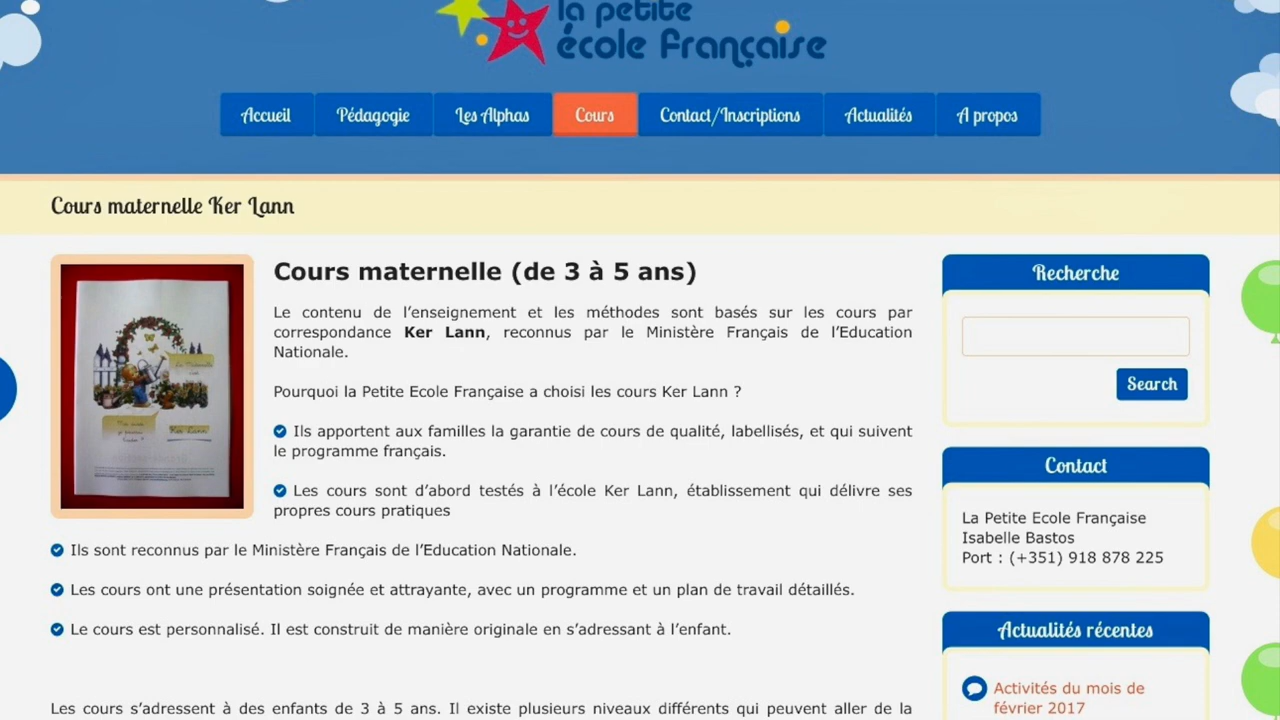 la petite
école française
Accueil
Pédagogie
Les Alphas
Cours
Contact/Inscriptions
Actualités
A propos
Cours maternelle Ker Lann
Cours maternelle (de 3 à 5 ans)
Le contenu de l’enseignement et les méthodes sont basés sur les cours par
correspondance Ker Lann, reconnus par le Ministère Français de l’Education
Nationale.
Pourquoi la Petite Ecole Française a choisi les cours Ker Lann ?
Ils apportent aux familles la garantie de cours de qualité, labellisés, et qui suivent
le programme français.
Les cours sont d’abord testés à l’école Ker Lann, établissement qui délivre ses
propres cours pratiques
Ils sont reconnus par le Ministère Français de l’Education Nationale.
Les cours ont une présentation soignée et attrayante, avec un programme et un plan de travail détaillés.
Le cours est personnalisé. Il est construit de manière originale en s’adressant à l’enfant.
Les cours s’adressent à des enfants de 3 à 5 ans. Il existe plusieurs niveaux différents qui peuvent aller de la
Recherche
Search
Contact
La Petite Ecole Française
Isabelle Bastos
Port : (+351) 918 878 225
Actualités récentes
Activités du mois de
février 2017